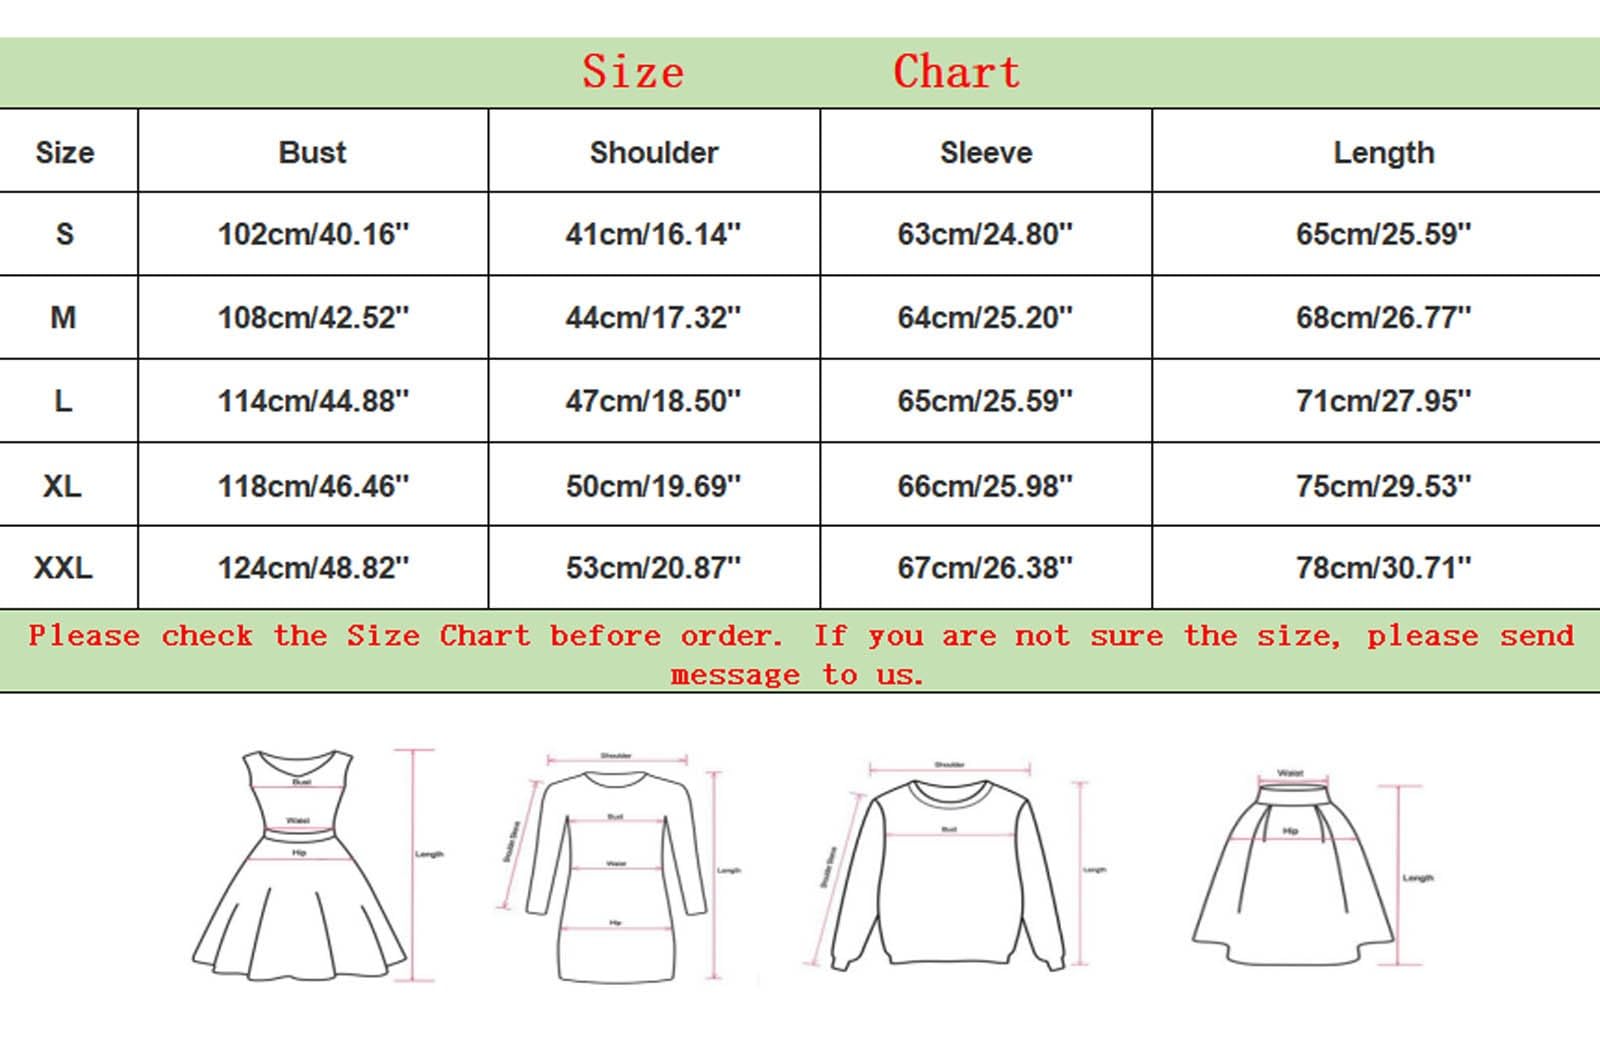 Size Chart
Size Bust Shoulder Sleeve Length
S 102cm/40.16" 41cm/16.14" 63cm/24.80" 65cm/25.59"
M 108cm/42.52" 44cm/17.32" 64cm/25.20" 68cm/26.77"
L 114cm/44.88" 47cm/18.50" 65cm/25.59" 71cm/27.95"
XL 118cm/46.46" 50cm/19.69" 66cm/25.98" 75cm/29.53"
XXL 124cm/48.82" 53cm/20.87" 67cm/26.38" 78cm/30.71"
Please check the Size Chart before order. If you are not sure the size, please send
message to us.
Bust
Waist
Hip
Length
Shoulder
Shoulder Sleeve
Bust
Waist
Hip
Length
Shoulder
Shoulder Sleeve
Bust
Length
Waist
Hip
Length